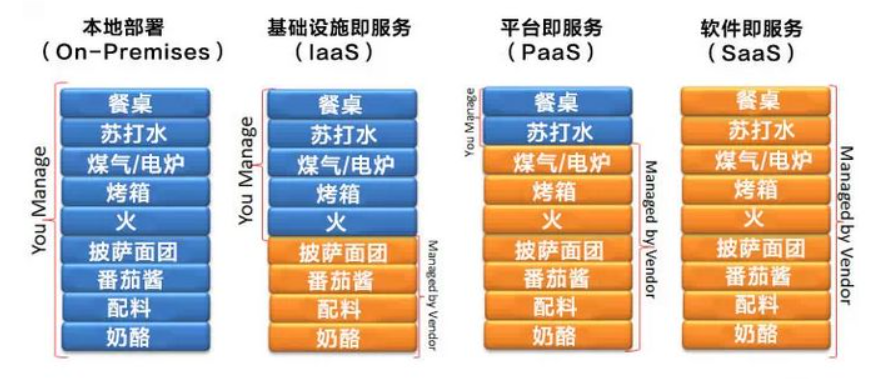 本地部署
（On-Premises）
基础设施即服务
（IaaS）
平台即服务
（PaaS）
软件即服务
（SaaS）
You Manage
餐桌
苏打水
煤气/电炉
烤箱
火
披萨面团
番茄酱
配料
奶酪
You Manage
餐桌
苏打水
煤气/电炉
烤箱
火
披萨面团
番茄酱
配料
奶酪
Managed by Vendor
You Manage
餐桌
苏打水
煤气/电炉
烤箱
火
披萨面团
番茄酱
配料
奶酪
Managed by Vendor
餐桌
苏打水
煤气/电炉
烤箱
火
披萨面团
番茄酱
配料
奶酪
Managed by Vendor